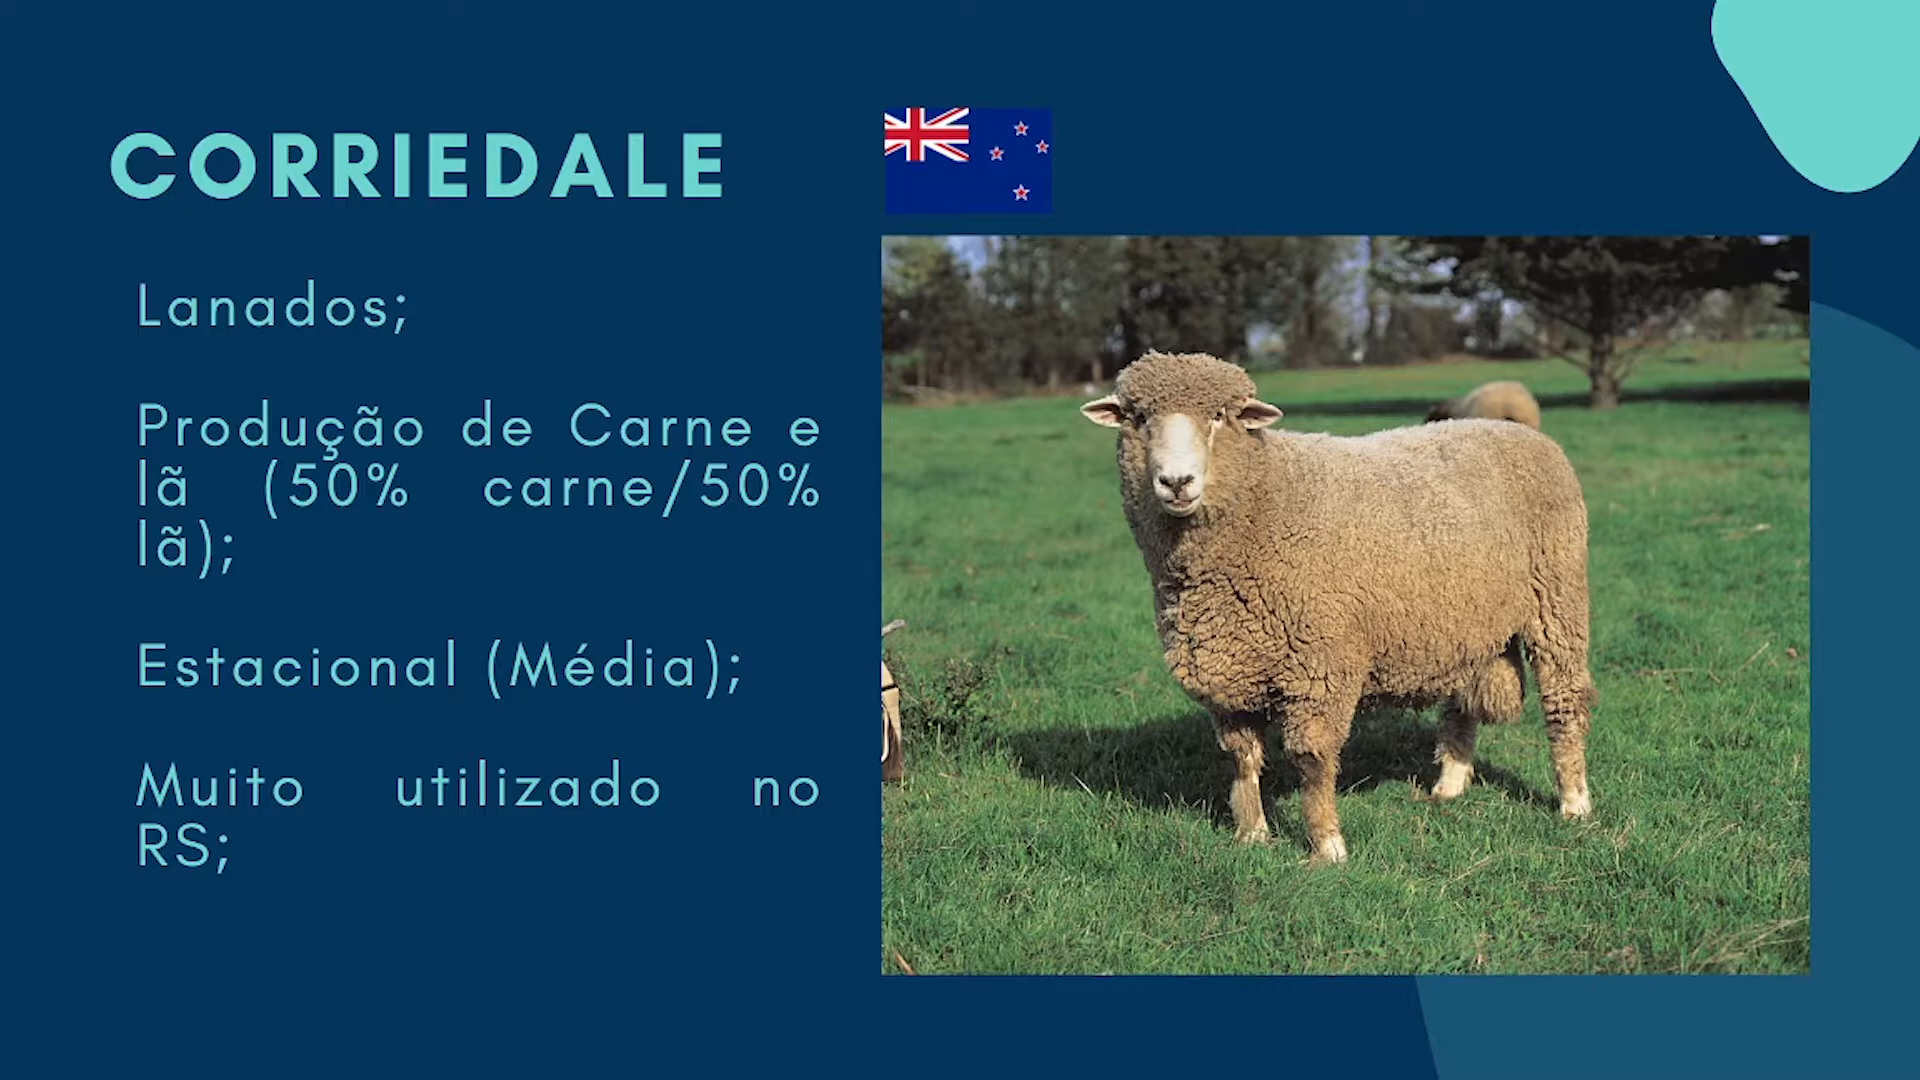 CORRIEDALE
Lanados;
Produção de Carne e
lã (50% carne/50%
lã);
Estacional (Média);
Muito utilizado no
RS;